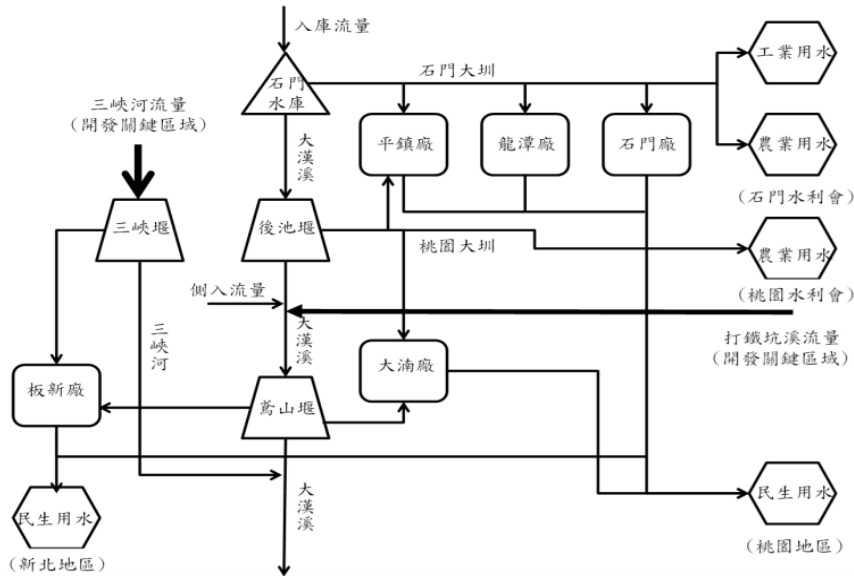 入庫流量
石門
水庫
石門大圳
工業用水
三峽河流量
(開發關鍵區域)
大漢溪
平鎮廠
龍潭廠
石門廠
農業用水
(石門水利會)
三峽堰
後池堰
桃園大圳
農業用水
(桃園水利會)
側入流量
三峽河
大漢溪
打鐵坑溪流量
(開發關鍵區域)
大湳廠
板新廠
鳶山堰
大漢溪
民生用水
(新北地區)
民生用水
(桃園地區)